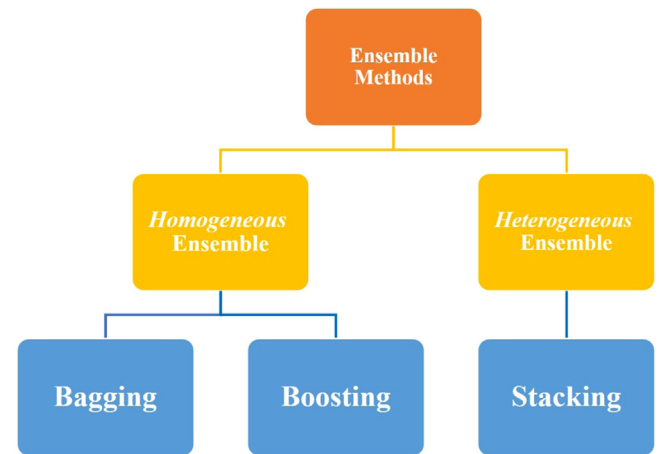 Ensemble
Methods
Homogeneous
Ensemble
Heterogeneous
Ensemble
Bagging
Boosting
Stacking